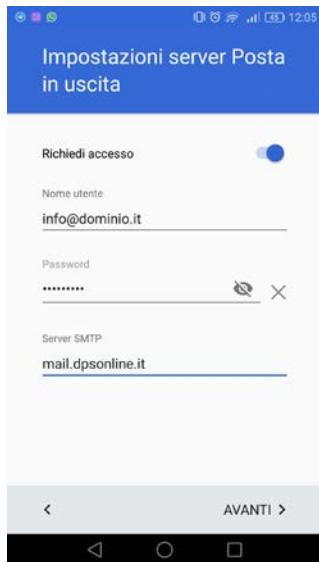 45 12:05
Impostazioni server Posta
in uscita
Richiedi accesso
Nome utente
info@dominio.it
Password
•••••••••
Server SMTP
mail.dpsonline.it
AVANTI